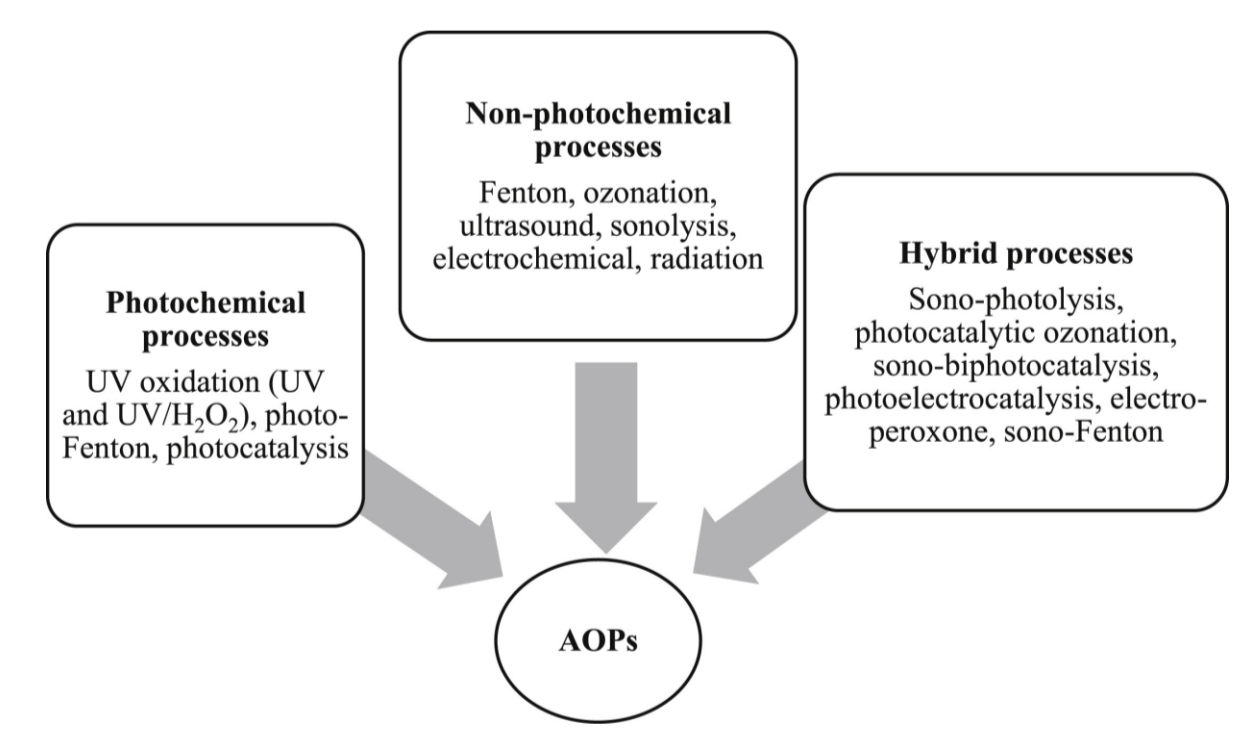 Non-photochemical
processes
Fenton, ozonation,
ultrasound, sonolysis,
electrochemical, radiation
Hybrid processes
Sono-photolysis,
photocatalytic ozonation,
sono-biphotocatalysis,
photoelectrocatalysis, electro-
peroxone, sono-Fenton
Photochemical
processes
UV oxidation (UV
and UV/H₂O₂), photo-
Fenton, photocatalysis
AOPs